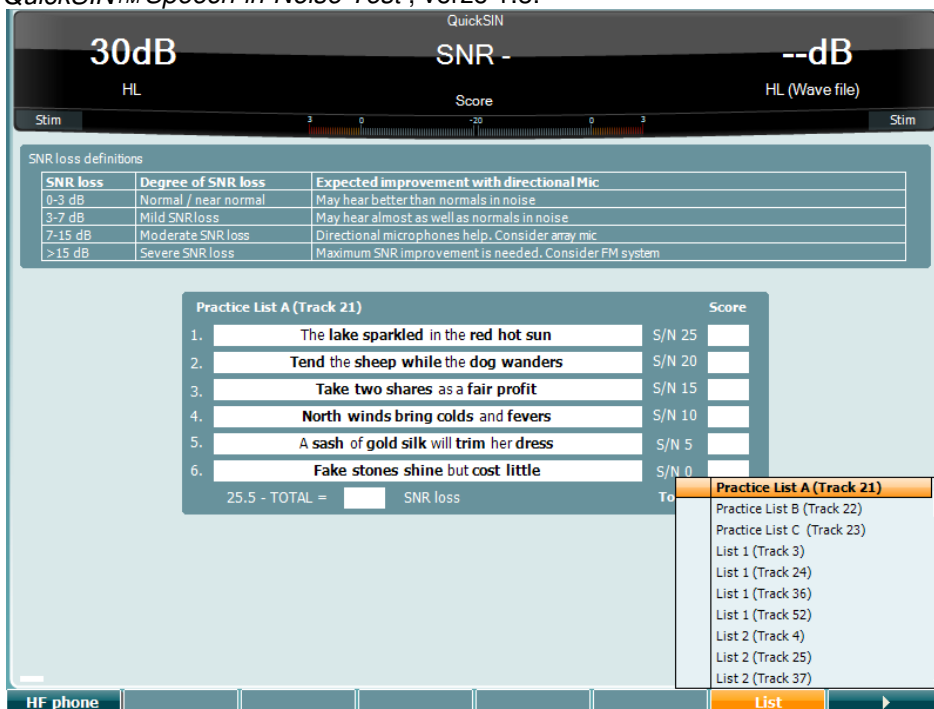 QuickSIN™ Speech-in-Noise Test , verze 1.3.
QuickSIN
30dB SNR - --dB
HL HL (Wave file)
Score
Stim 3 0 -20 0 3 Stim
SNR loss definitions
SNR loss Degree of SNR loss Expected improvement with directional Mic
0-3 dB Normal / near normal May hear better than normals in noise
3-7 dB Mild SNR loss May hear almost as well as normals in noise
7-15 dB Moderate SNR loss Directional microphones help. Consider array mic
>15 dB Severe SNR loss Maximum SNR improvement is needed. Consider FM system
Practice List A (Track 21) Score
1. The lake sparkled in the red hot sun S/N 25
2. Tend the sheep while the dog wanders S/N 20
3. Take two shares as a fair profit S/N 15
4. North winds bring colds and fevers S/N 10
5. A sash of gold silk will trim her dress S/N 5
6. Fake stones shine but cost little S/N 0
25.5 - TOTAL = SNR loss To
Practice List A (Track 21)
Practice List B (Track 22)
Practice List C (Track 23)
List 1 (Track 3)
List 1 (Track 24)
List 1 (Track 36)
List 1 (Track 52)
List 2 (Track 4)
List 2 (Track 25)
List 2 (Track 37)
HF phone List